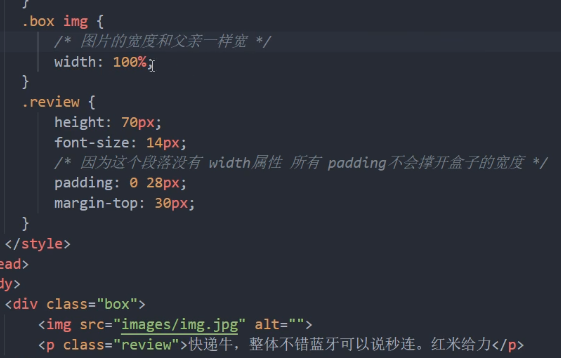 }
.box img {
/* 图片的宽度和父亲一样宽 */
width: 100%;
}
.review {
height: 70px;
font-size: 14px;
/* 因为这个段落没有 width属性 所有 padding不会撑开盒子的宽度 */
padding: 0 28px;
margin-top: 30px;
}
</style>
ead>
dy>
<div class="box">
<img src="images/img.jpg" alt="">
<p class="review">快递牛，整体不错蓝牙可以说秒连。红米给力</p>